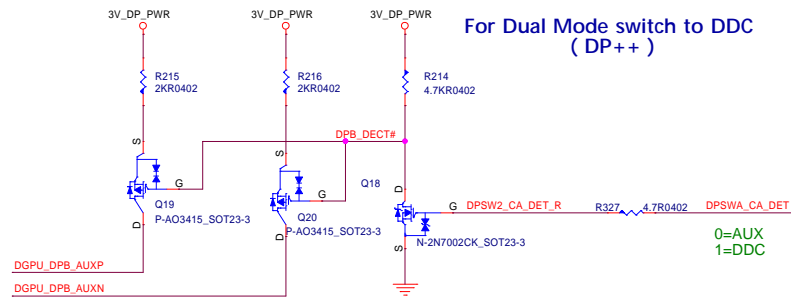 3V_DP_PWR
3V_DP_PWR
3V_DP_PWR
For Dual Mode switch to DDC
( DP++ )
R215
2KR0402
R216
2KR0402
R214
4.7KR0402
DPB_DECT#
S
S
G
Q19
P-AO3415_SOT23-3
D
G
Q20
P-AO3415_SOT23-3
D
Q18
D
G
S
N-2N7002CK_SOT23-3
DPSW2_CA_DET_R
R327
4.7R0402
DPSWA_CA_DET
0=AUX
1=DDC
DGPU_DPB_AUXP
DGPU_DPB_AUXN